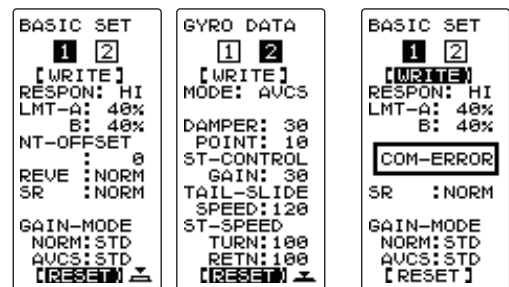 BASIC SET
1 2
[WRITE]
RESPON: HI
LMT-A: 40%
B: 40%
NT-OFFSET
: 0
REVE :NORM
SR :NORM
GAIN-MODE
NORM:STD
AVCS:STD
[RESET]
GYRO DATA
1 2
[WRITE]
MODE: AVCS
DAMPER: 30
POINT: 10
ST-CONTROL
GAIN: 30
TAIL-SLIDE
SPEED:120
ST-SPEED
TURN:100
RETN:100
[RESET]
BASIC SET
1 2
[WRITE]
RESPON: HI
LMT-A: 40%
B: 40%
COM-ERROR
SR :NORM
GAIN-MODE
NORM:STD
AVCS:STD
[RESET]